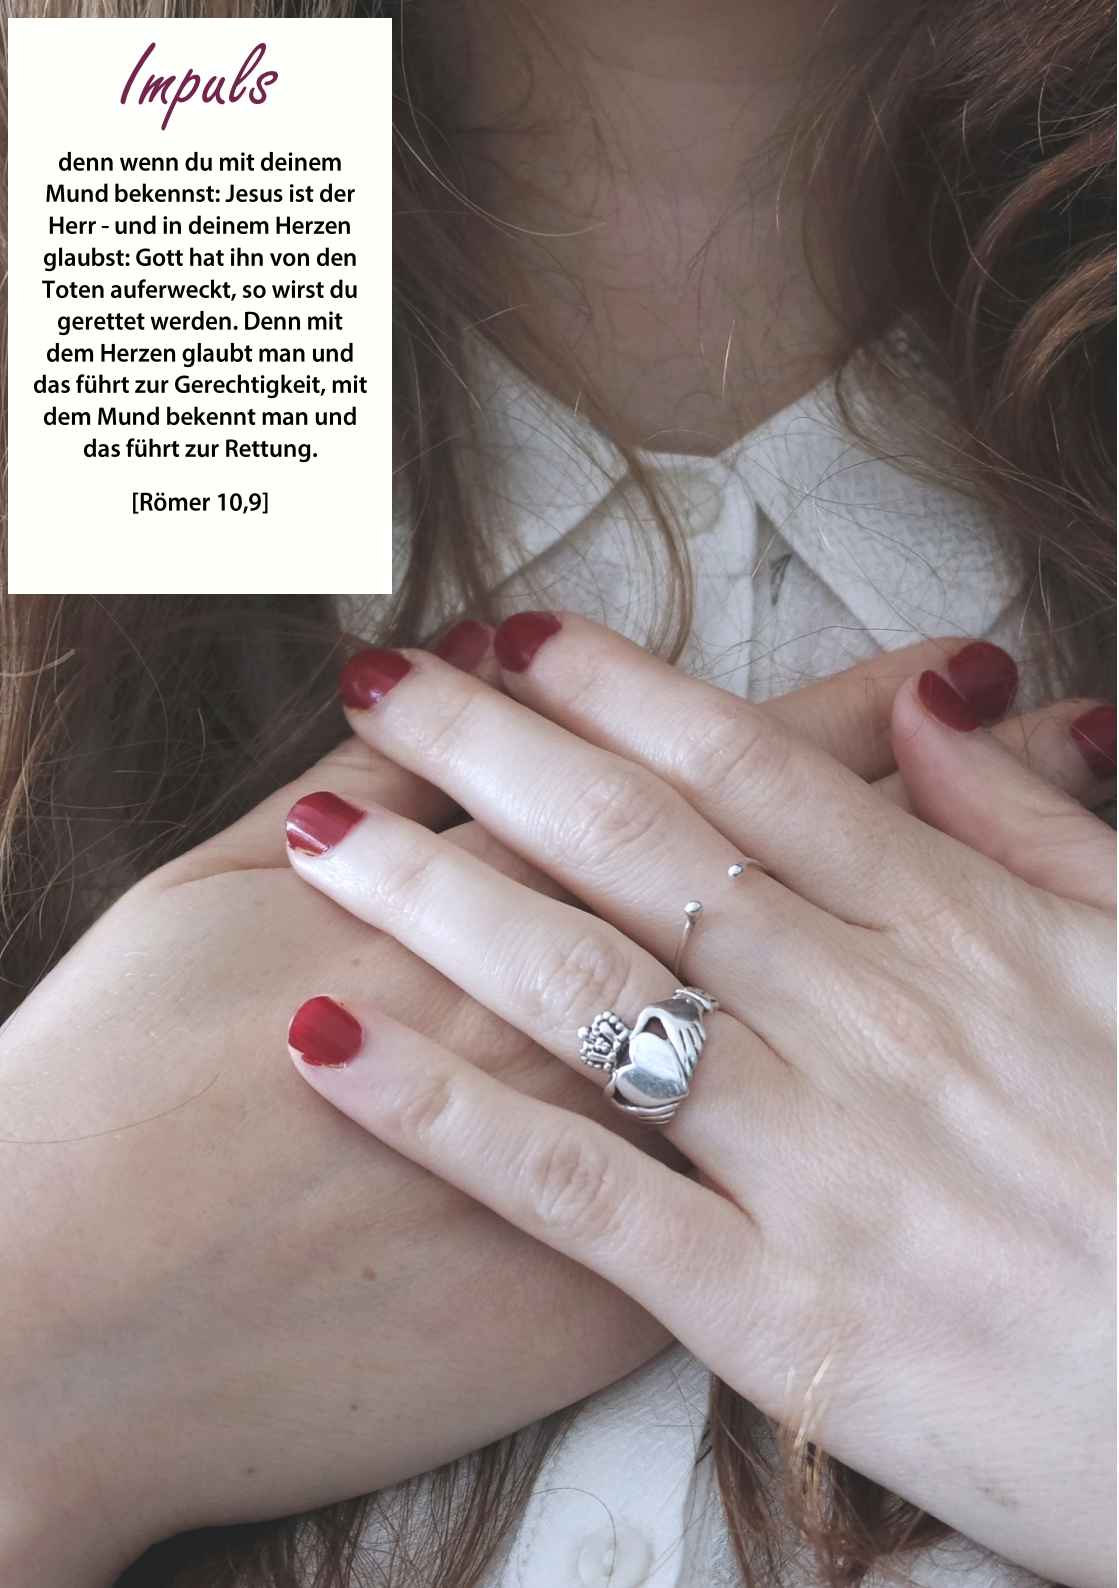 Impuls
denn wenn du mit deinem
Mund bekennst: Jesus ist der
Herr - und in deinem Herzen
glaubst: Gott hat ihn von den
Toten auferweckt, so wirst du
gerettet werden. Denn mit
dem Herzen glaubt man und
das führt zur Gerechtigkeit, mit
dem Mund bekennt man und
das führt zur Rettung.
[Römer 10,9]